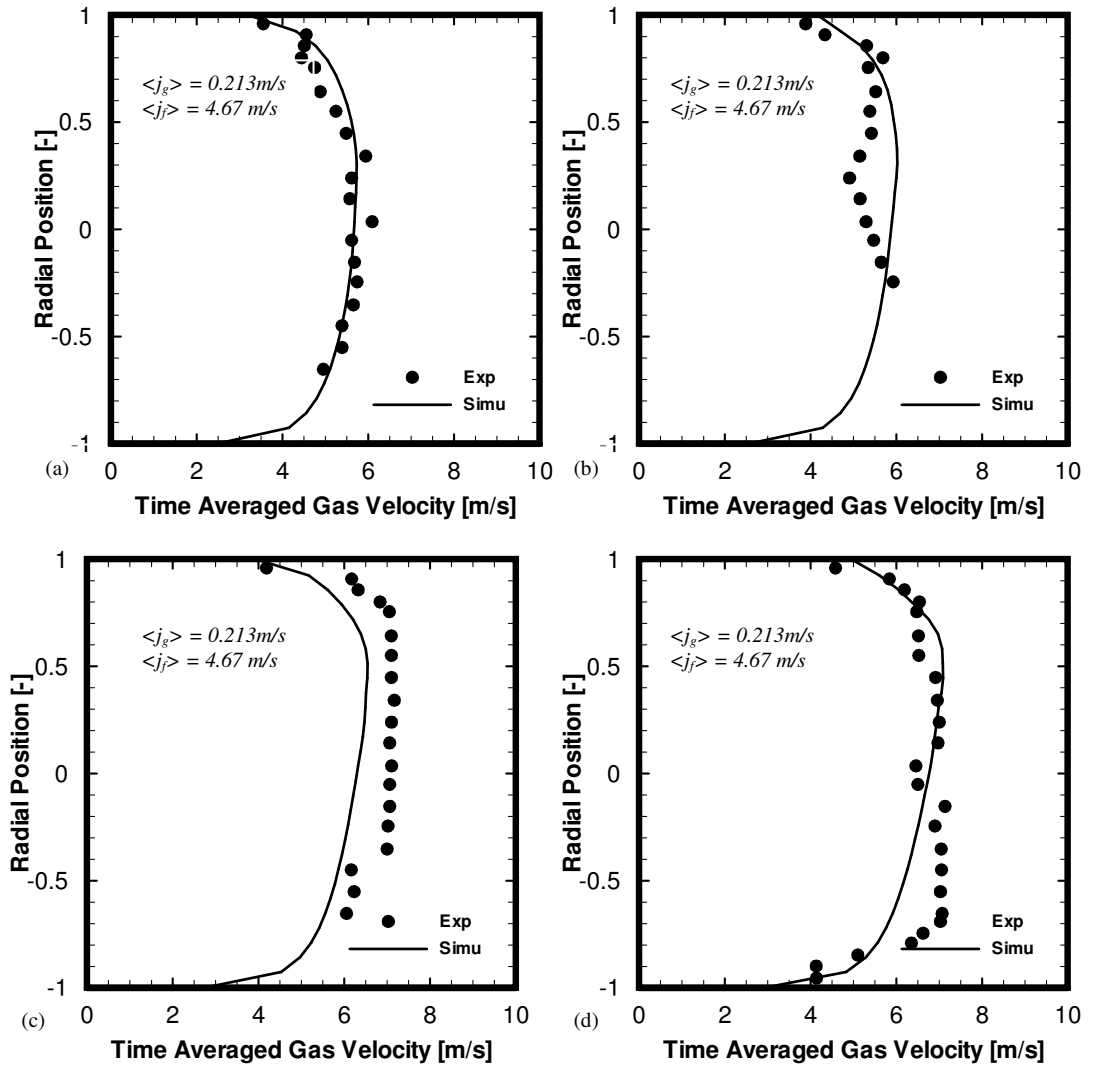 1
0.5
0
-0.5
-1
Radial Position [-]
<j_g> = 0.213m/s
<j_f> = 4.67 m/s
Exp
Simu
0 2 4 6 8 10
(a)
Time Averaged Gas Velocity [m/s]
1
0.5
0
-0.5
-1
Radial Position [-]
<j_g> = 0.213m/s
<j_f> = 4.67 m/s
Exp
Simu
0 2 4 6 8 10
(b)
Time Averaged Gas Velocity [m/s]
1
0.5
0
-0.5
-1
Radial Position [-]
<j_g> = 0.213m/s
<j_f> = 4.67 m/s
Exp
Simu
0 2 4 6 8 10
(c)
Time Averaged Gas Velocity [m/s]
1
0.5
0
-0.5
-1
Radial Position [-]
<j_g> = 0.213m/s
<j_f> = 4.67 m/s
Exp
Simu
0 2 4 6 8 10
(d)
Time Averaged Gas Velocity [m/s]